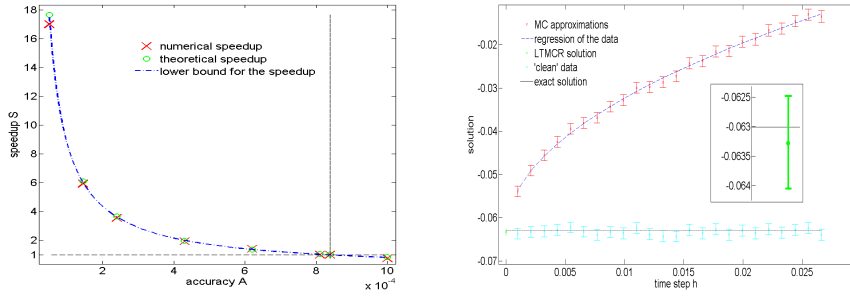 18
16
14
12
10
8
6
4
2
1
speedup S
numerical speedup
theoretical speedup
lower bound for the speedup
2
4
6
8
10
accuracy A
x 10^-4
-0.02
-0.03
-0.04
-0.05
-0.06
-0.07
solution
MC approximations
regression of the data
LTMCR solution
'clean' data
exact solution
-0.0625
-0.063
-0.0635
-0.064
0
0.005
0.01
0.015
0.02
0.025
time step h